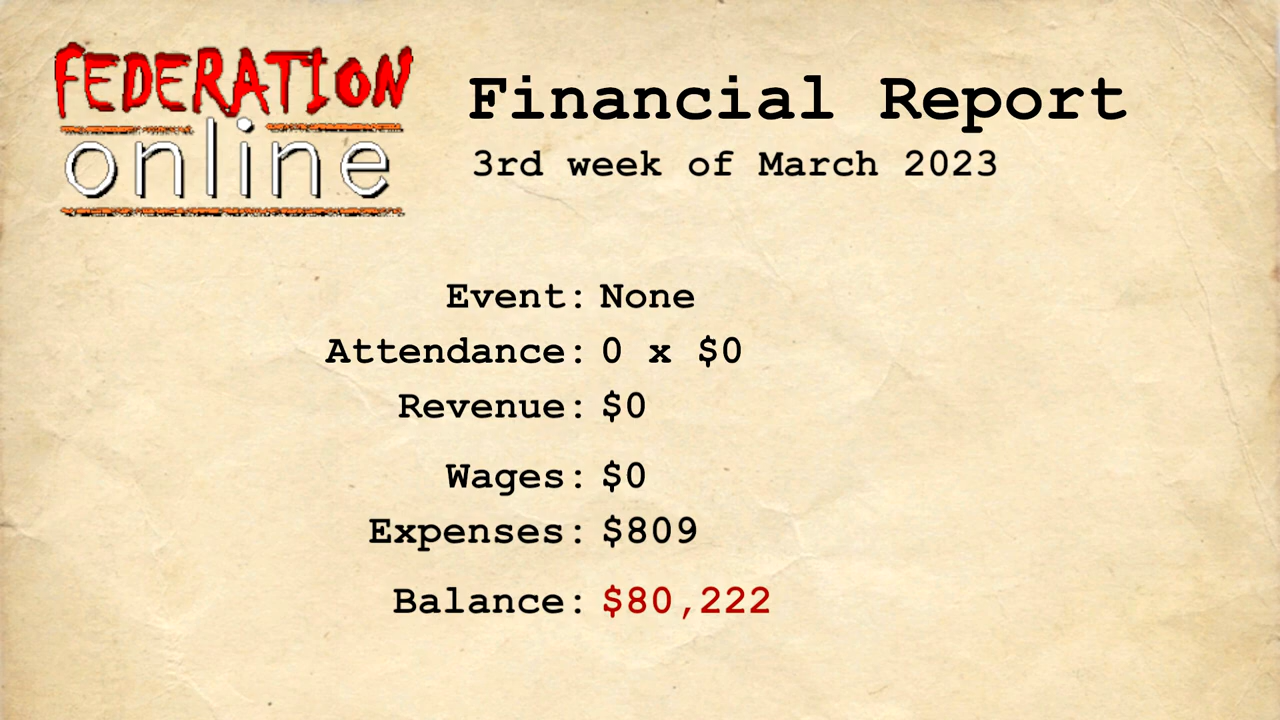 FEDERATION
online
Financial Report
3rd week of March 2023
Event: None
Attendance: 0 x $0
Revenue: $0
Wages: $0
Expenses: $809
Balance: $80,222